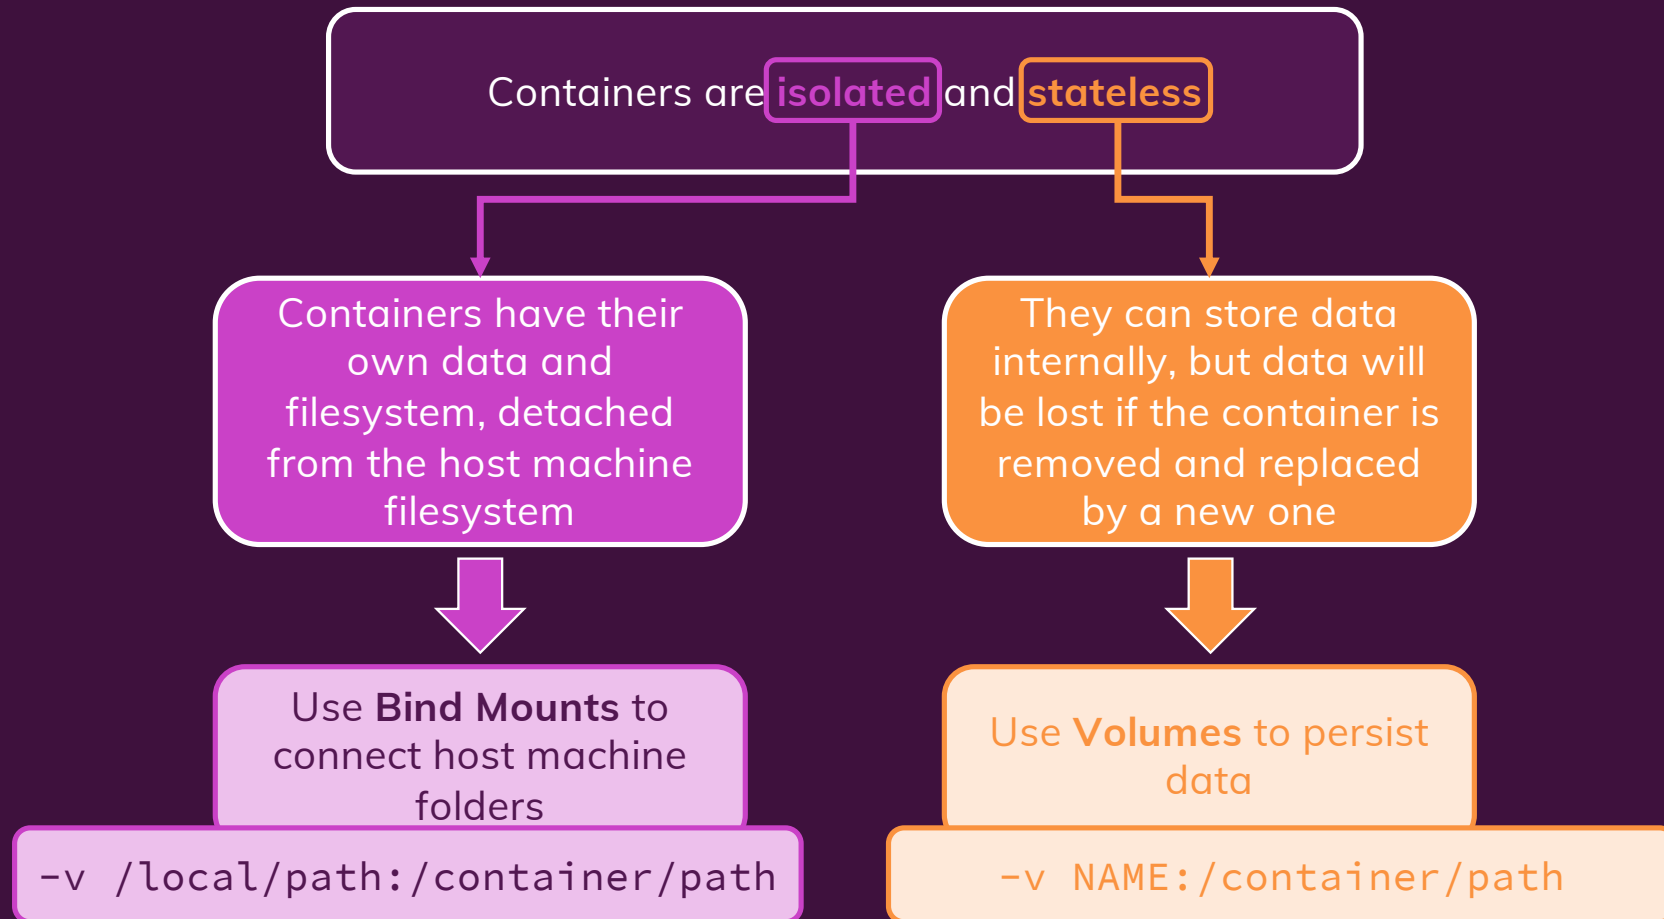 Containers are isolated and stateless
Containers have their
own data and
filesystem, detached
from the host machine
filesystem
They can store data
internally, but data will
be lost if the container is
removed and replaced
by a new one
Use Bind Mounts to
connect host machine
folders
-v /local/path:/container/path
Use Volumes to persist
data
-v NAME:/container/path